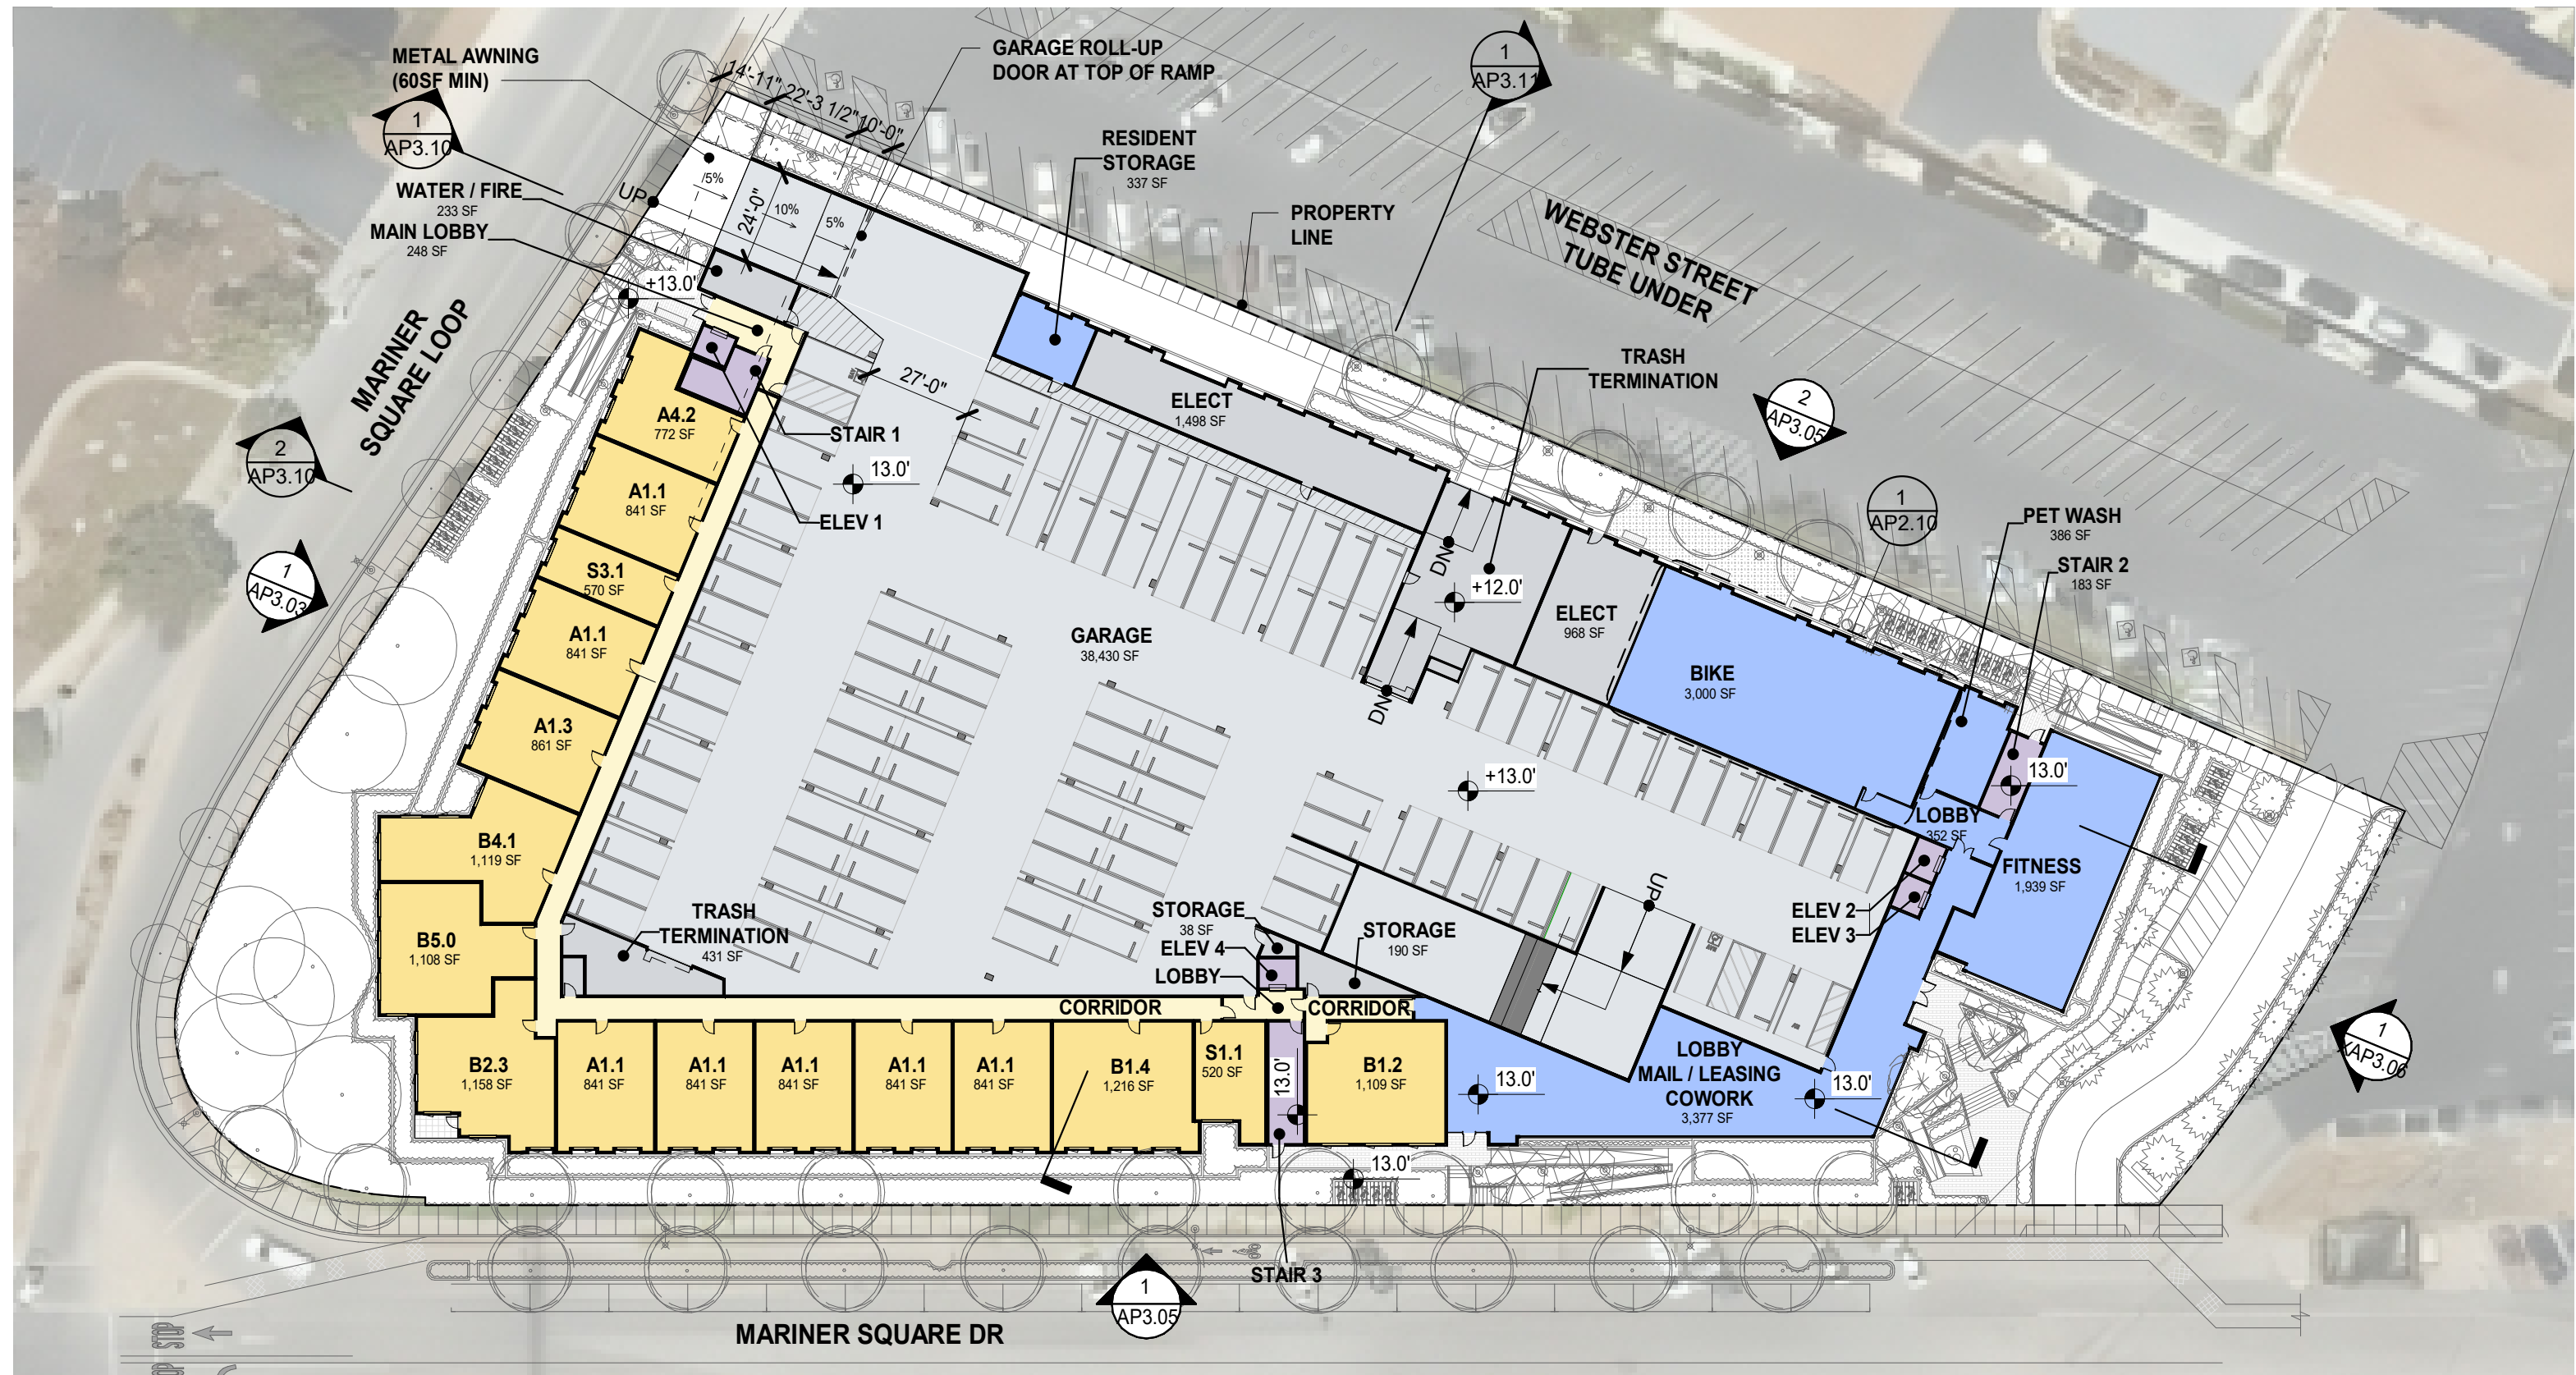 METAL AWNING
(60SF MIN)
GARAGE ROLL-UP
DOOR AT TOP OF RAMP
1
AP3.11
14'-11"
22'-3 1/2"
10'-0"
1
AP3.10
RESIDENT
STORAGE
337 SF
WATER / FIRE
233 SF
MAIN LOBBY
248 SF
UP
5%
10%
5%
24'-0"
PROPERTY
LINE
WEBSTER STREET
TUBE UNDER
+13.0'
MARINER
SQUARE LOOP
27'-0"
TRASH
TERMINATION
2
AP3.05
A4.2
772 SF
STAIR 1
ELECT
1,498 SF
2
AP3.10
13.0'
A1.1
841 SF
ELEV 1
1
AP2.10
PET WASH
386 SF
STAIR 2
183 SF
DN
+12.0'
1
AP3.03
S3.1
570 SF
ELECT
968 SF
A1.1
841 SF
GARAGE
38,430 SF
BIKE
3,000 SF
DN
A1.3
861 SF
+13.0'
13.0'
LOBBY
352 SF
B4.1
1,119 SF
FITNESS
1,939 SF
UP
TRASH
TERMINATION
431 SF
STORAGE
38 SF
STORAGE
190 SF
ELEV 2
ELEV 3
B5.0
1,108 SF
ELEV 4
LOBBY
CORRIDOR
CORRIDOR
B2.3
1,158 SF
A1.1
841 SF
A1.1
841 SF
A1.1
841 SF
A1.1
841 SF
A1.1
841 SF
B1.4
1,216 SF
S1.1
520 SF
13.0'
B1.2
1,109 SF
13.0'
LOBBY
MAIL / LEASING
COWORK
3,377 SF
13.0'
1
XAP3.06
13.0'
STAIR 3
1
AP3.05
MARINER SQUARE DR
STOP
STOP